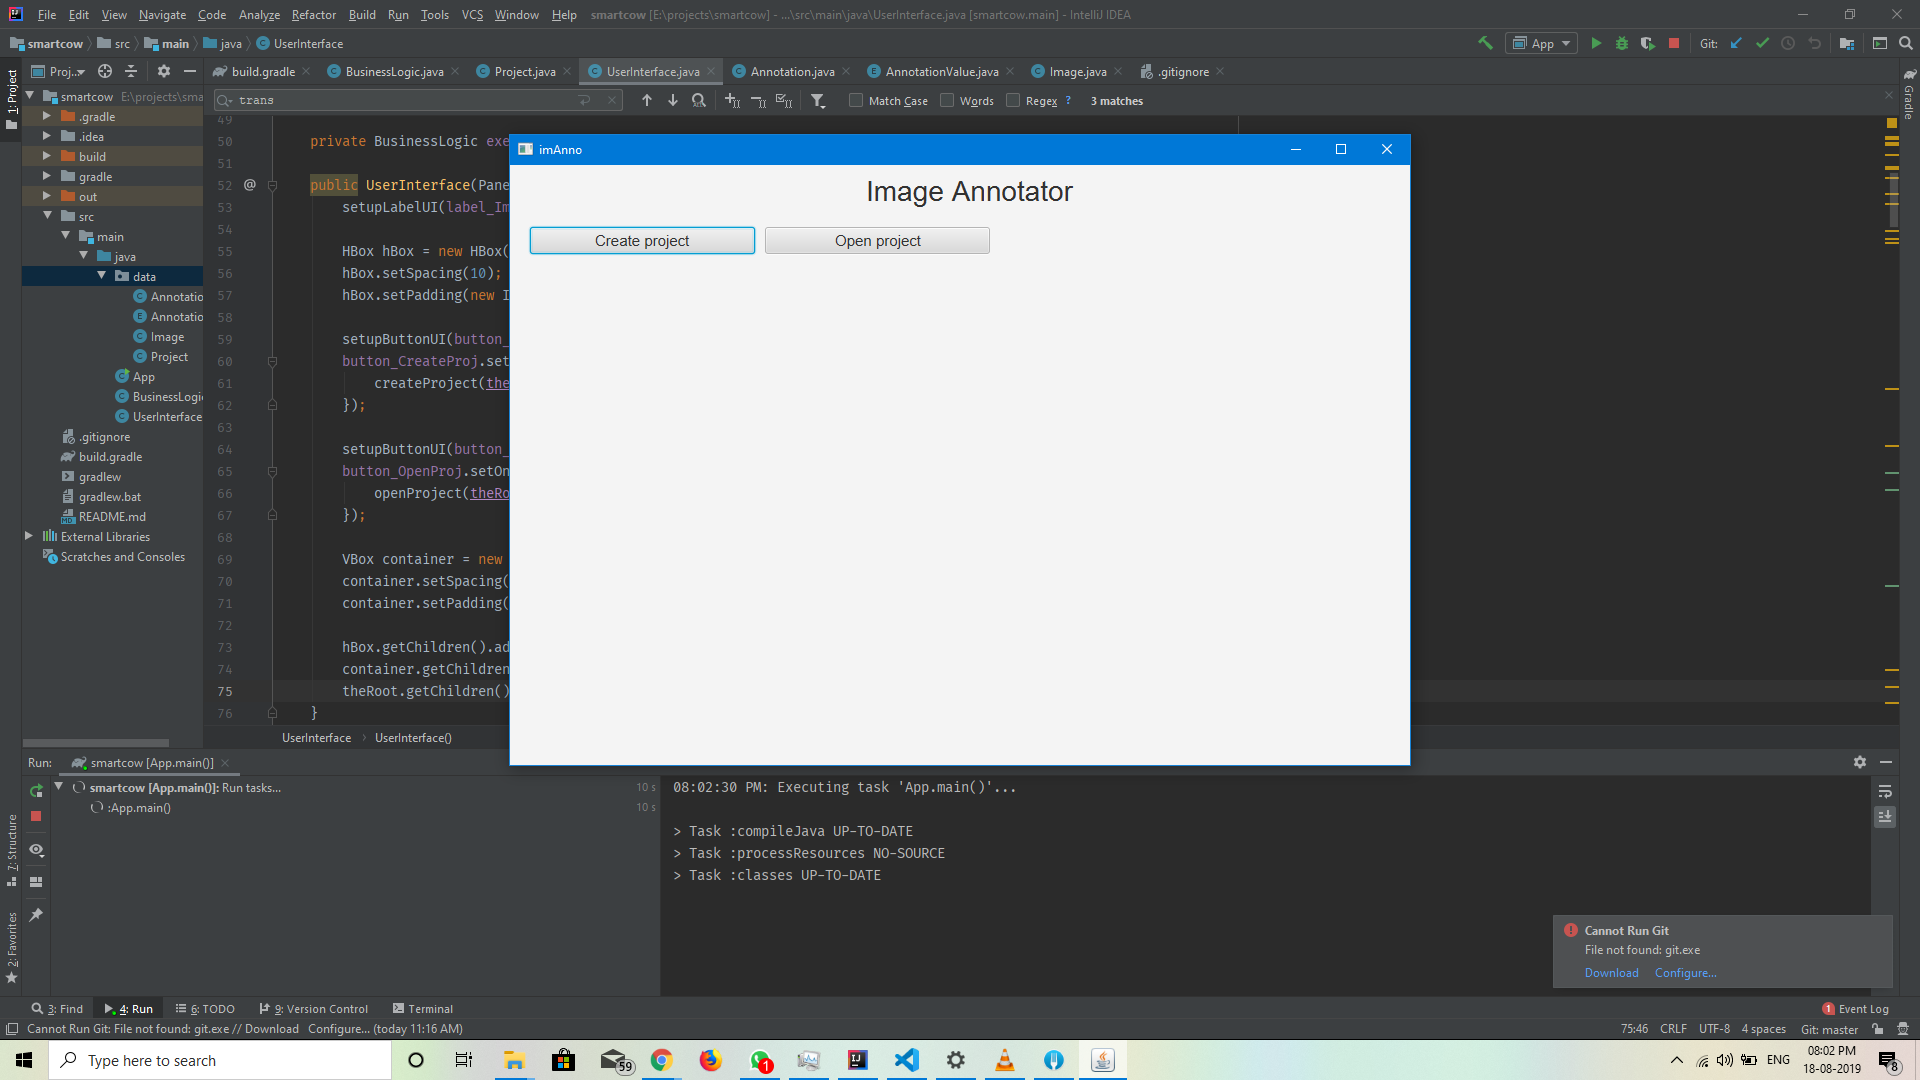 File Edit View Navigate Code Analyze Refactor Build Run Tools VCS Window Help smartcow [E:\projects\smartcow] - ...\src\main\java\UserInterface.java [smartcow.main] - IntelliJ IDEA
smartcow src main java UserInterface App Git:
Proj... build.gradle BusinessLogic.java Project.java UserInterface.java Annotation.java AnnotationValue.java Image.java .gitignore
trans Match Case Words Regex ? 3 matches
1: Project
Gradle
smartcow E:\projects\sma
.gradle
.idea
build
gradle
out
src
main
java
data
Annotatio
Annotatio
Image
Project
App
BusinessLogi
UserInterface
.gitignore
build.gradle
gradlew
gradlew.bat
README.md
External Libraries
Scratches and Consoles
49
50 private BusinessLogic exe
51
52 @ public UserInterface(Pane
53 setupLabelUI(label_Im
54
55 HBox hBox = new HBox(
56 hBox.setSpacing(10);
57 hBox.setPadding(new I
58
59 setupButtonUI(button_
60 button_CreateProj.set
61 createProject(the
62 });
63
64 setupButtonUI(button_
65 button_OpenProj.setOn
66 openProject(theRo
67 });
68
69 VBox container = new
70 container.setSpacing(
71 container.setPadding(
72
73 hBox.getChildren().ad
74 container.getChildren
75 theRoot.getChildren()
76 }
UserInterface UserInterface()
imAnno
Image Annotator
Create project Open project
Run: smartcow [App.main()]
smartcow [App.main()]: Run tasks... 10 s
:App.main() 10 s
08:02:30 PM: Executing task 'App.main()'...
> Task :compileJava UP-TO-DATE
> Task :processResources NO-SOURCE
> Task :classes UP-TO-DATE
7: Structure
2: Favorites
Cannot Run Git
File not found: git.exe
Download Configure...
3: Find 4: Run 6: TODO 9: Version Control Terminal 1 Event Log
Cannot Run Git: File not found: git.exe // Download Configure... (today 11:16 AM) 75:46 CRLF UTF-8 4 spaces Git: master
Type here to search 59 1 ENG 08:02 PM
18-08-2019 8